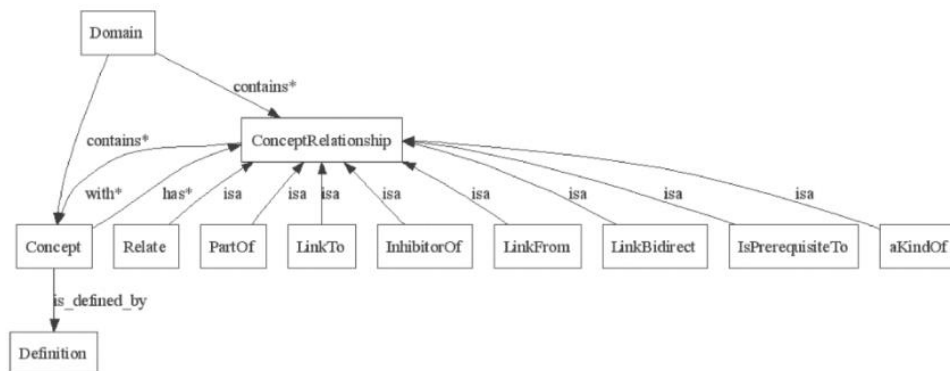 Domain
contains*
ConceptRelationship
contains*
with* has* isa isa isa isa isa isa isa isa
Concept Relate PartOf LinkTo InhibitorOf LinkFrom LinkBidirect IsPrerequisiteTo aKindOf
is_defined_by
Definition